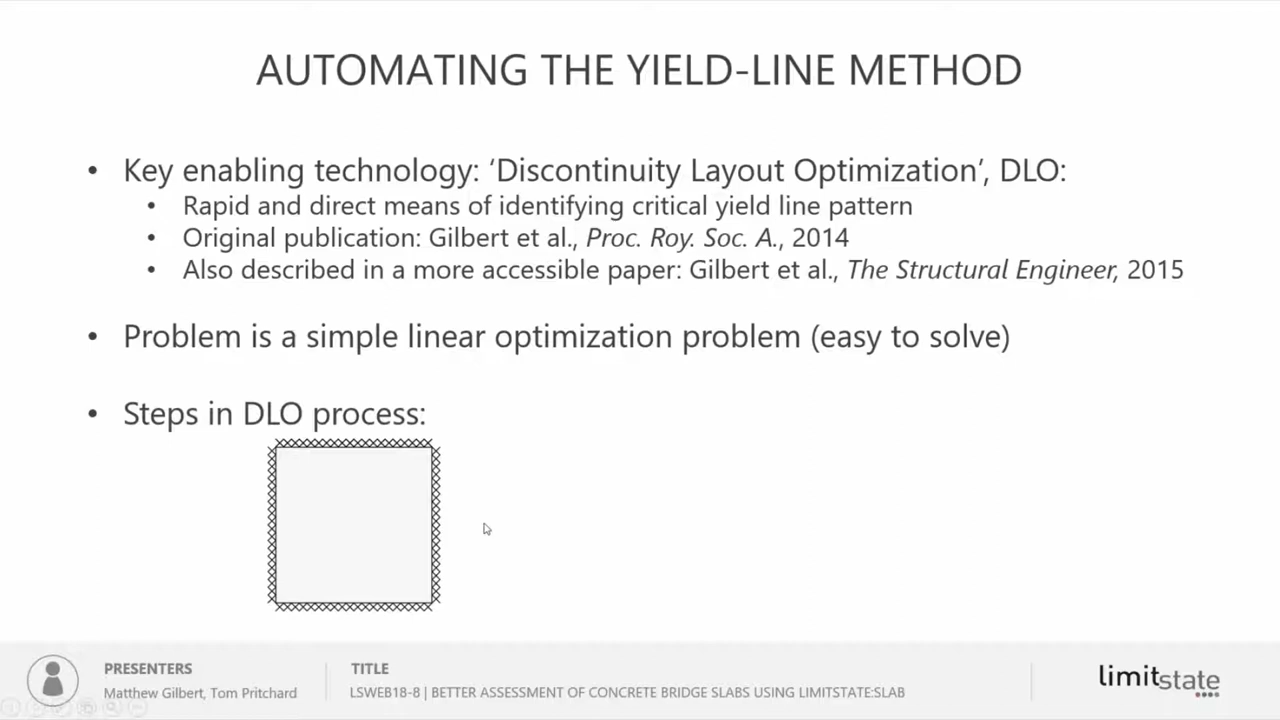 AUTOMATING THE YIELD-LINE METHOD
• Key enabling technology: ‘Discontinuity Layout Optimization’, DLO:
• Rapid and direct means of identifying critical yield line pattern
• Original publication: Gilbert et al., Proc. Roy. Soc. A., 2014
• Also described in a more accessible paper: Gilbert et al., The Structural Engineer, 2015
• Problem is a simple linear optimization problem (easy to solve)
• Steps in DLO process:
PRESENTERS
Matthew Gilbert, Tom Pritchard
TITLE
LSWEB18-8 | BETTER ASSESSMENT OF CONCRETE BRIDGE SLABS USING LIMITSTATE:SLAB
limitstate